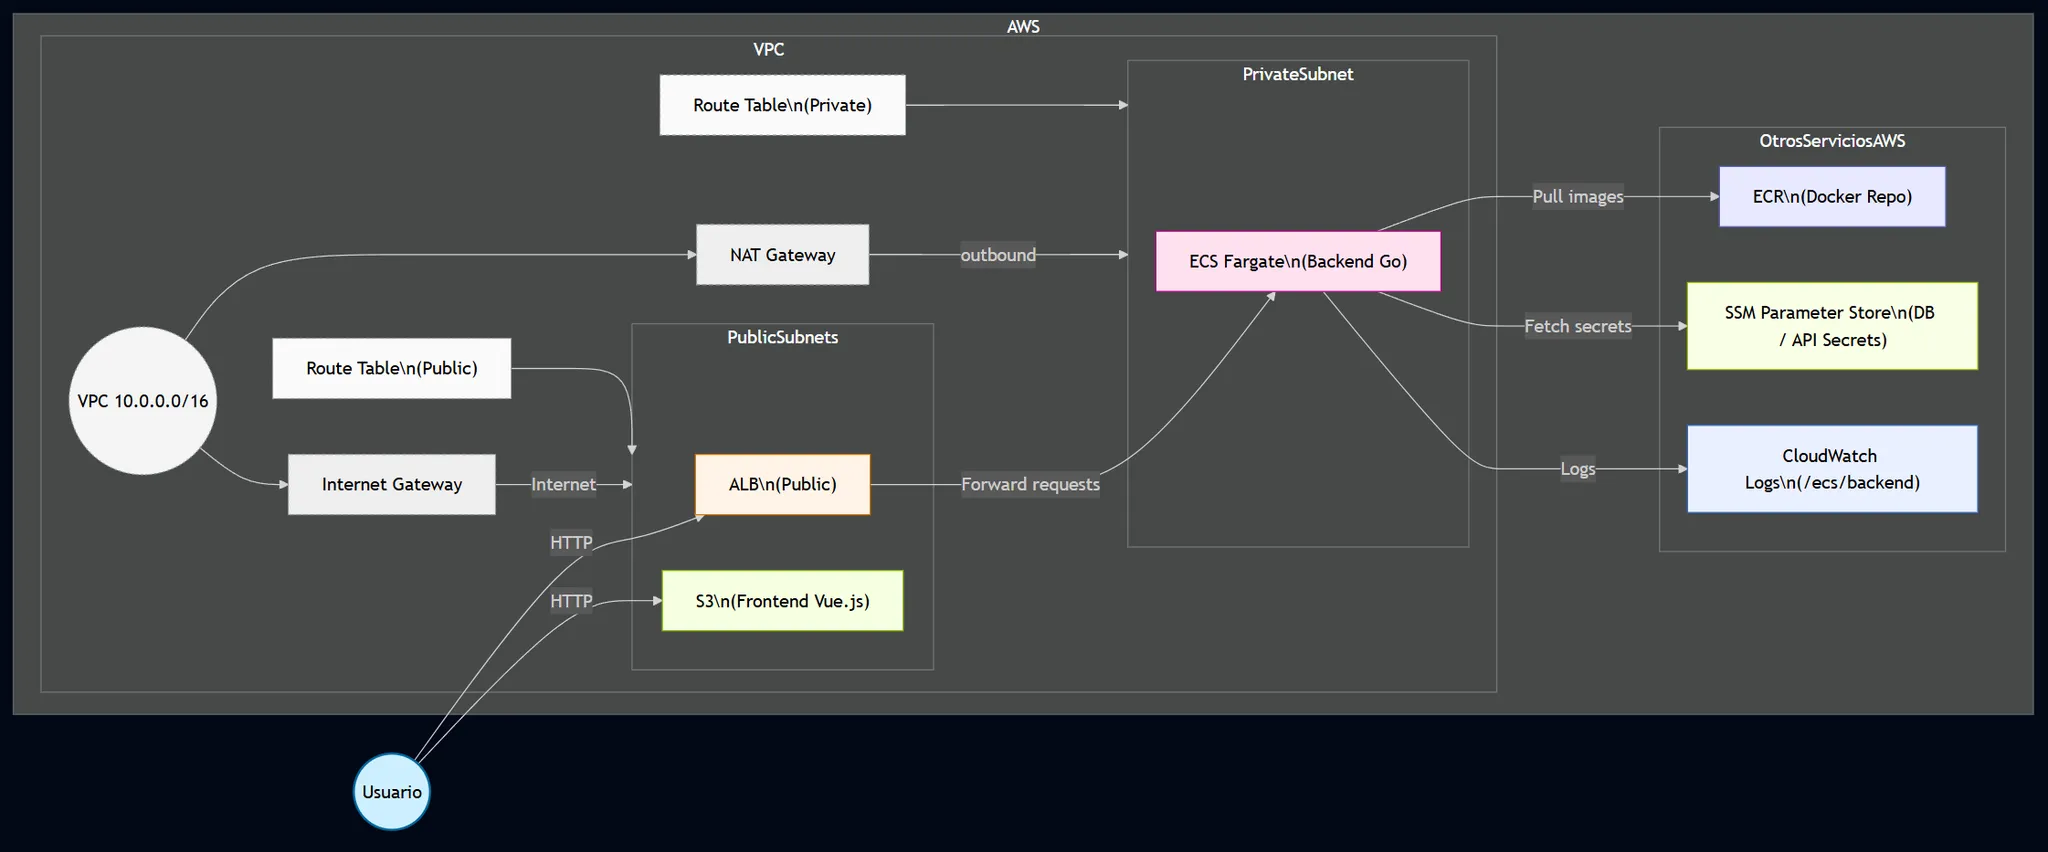 AWS
VPC
PrivateSubnet
Route Table\n(Private)
OtrosServiciosAWS
Pull images
ECR\n(Docker Repo)
NAT Gateway
outbound
ECS Fargate\n(Backend Go)
SSM Parameter Store\n(DB
/ API Secrets)
Fetch secrets
PublicSubnets
Route Table\n(Public)
VPC 10.0.0.0/16
Internet Gateway
Internet
ALB\n(Public)
Forward requests
CloudWatch
Logs\n(/ecs/backend)
Logs
HTTP
HTTP
S3\n(Frontend Vue.js)
Usuario